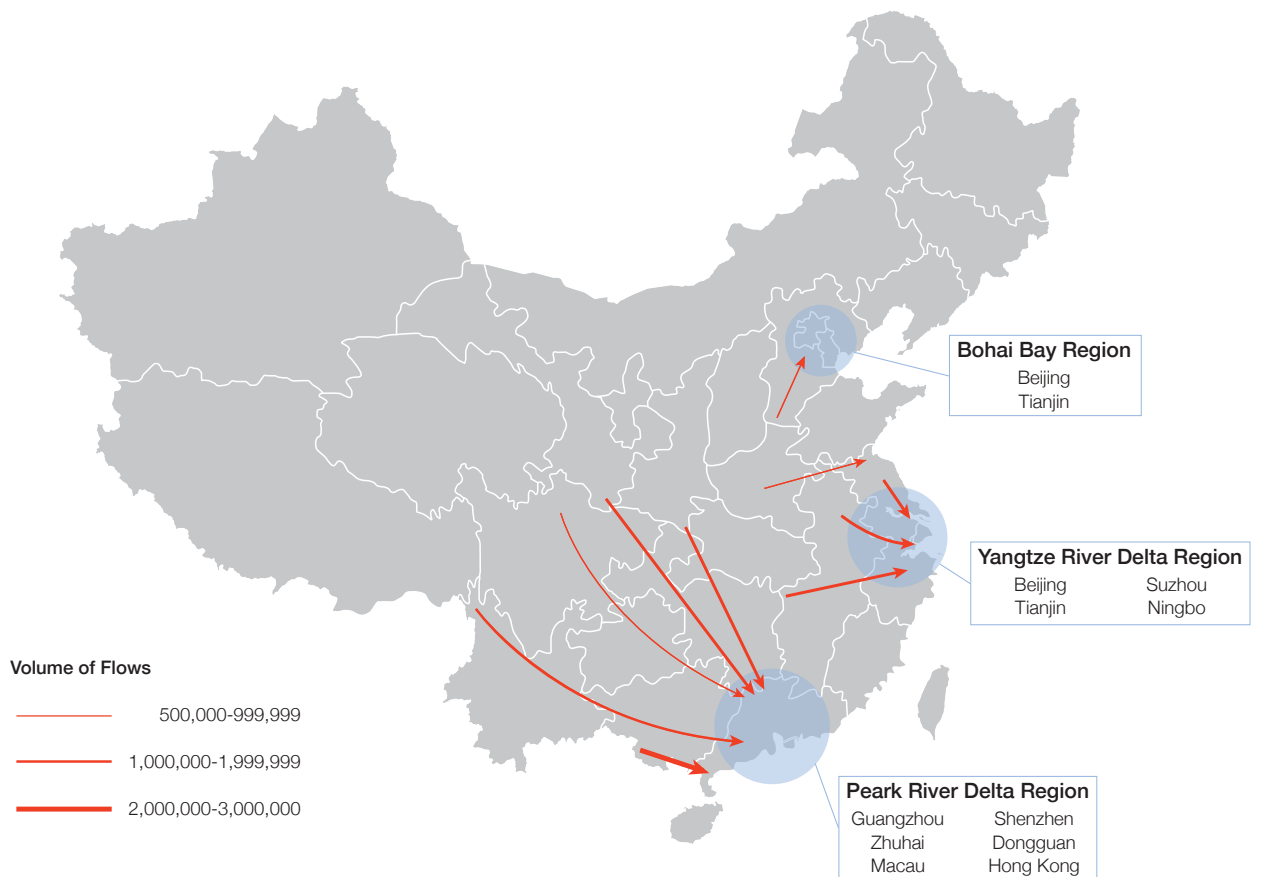 Bohai Bay Region
Beijing
Tianjin
Yangtze River Delta Region
Beijing Suzhou
Tianjin Ningbo
Volume of Flows
500,000-999,999
1,000,000-1,999,999
2,000,000-3,000,000
Peark River Delta Region
Guangzhou Shenzhen
Zhuhai Dongguan
Macau Hong Kong